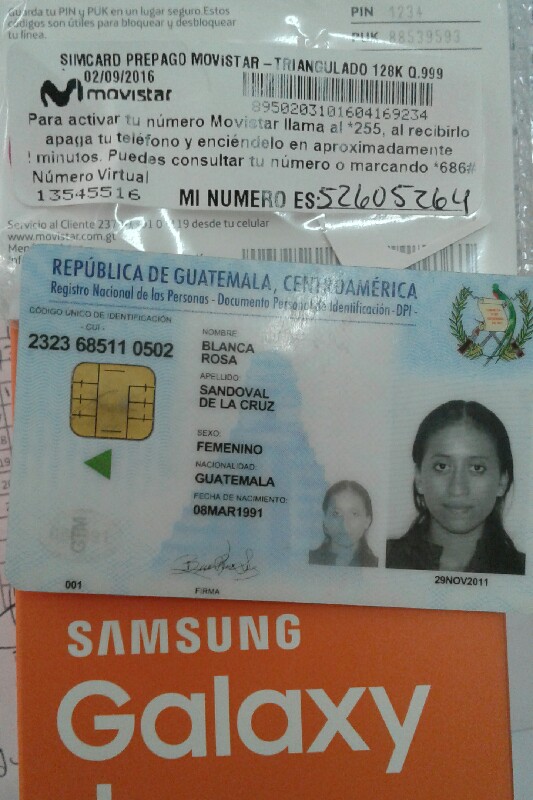 Guarda tu PIN y PUK en un lugar seguro.Estos
códigos son útiles para bloquear y desbloquear
tu línea.
PIN 1234
PUK 88539593
SIMCARD PREPAGO MOVISTAR - TRIANGULADO 128K Q.999
02/09/2016
movistar
8950203101604169234
Para activar tu número Movistar llama al *255, al recibirlo
apaga tu teléfono y enciéndelo en aproximadamente
minutos. Puedes consultar tu número o marcando *686#
Número Virtual
13545516
MI NUMERO ES: 52605264
Servicio al Cliente desde tu celular
www.movistar.com.gt
REPÚBLICA DE GUATEMALA, CENTROAMÉRICA
Registro Nacional de las Personas - Documento Personal de Identificación - DPI -
CÓDIGO ÚNICO DE IDENTIFICACIÓN
- CUI -
2323 68511 0502
NOMBRE:
BLANCA
ROSA
APELLIDO:
SANDOVAL
DE LA CRUZ
SEXO:
FEMENINO
NACIONALIDAD:
GUATEMALA
FECHA DE NACIMIENTO:
08MAR1991
GTM
001
FIRMA
29NOV2011
SAMSUNG
Galaxy